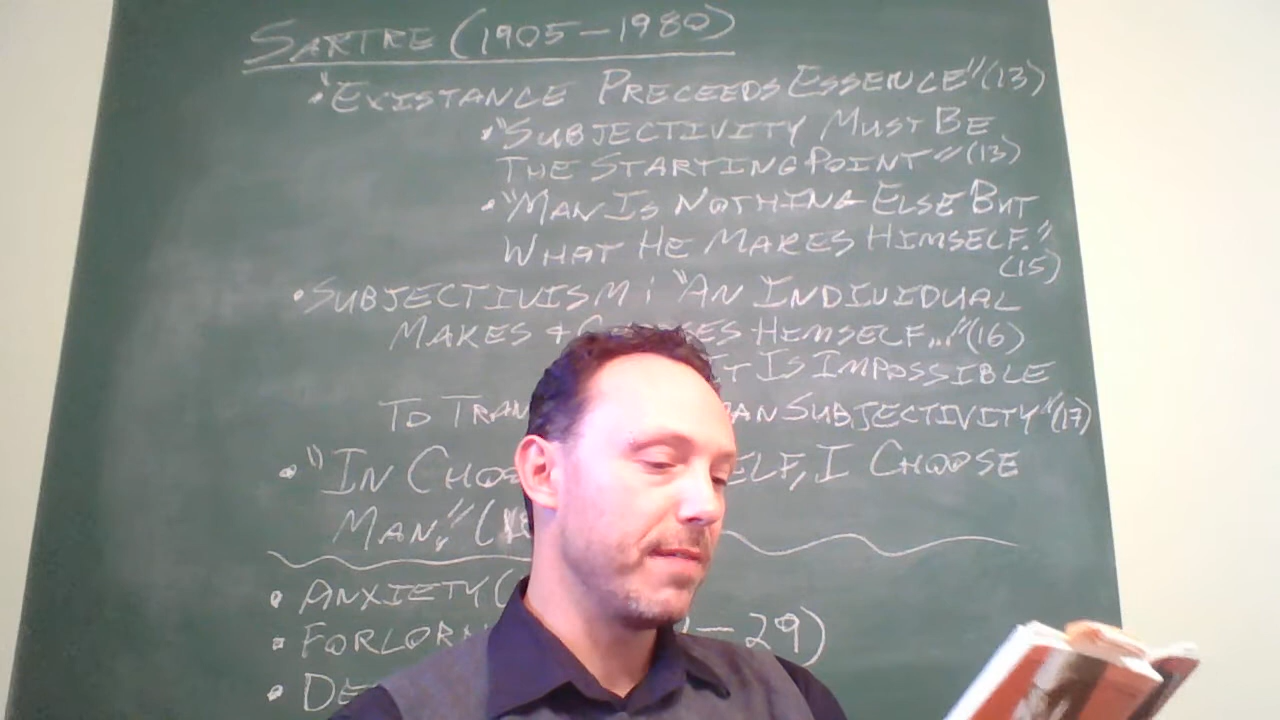 SARTRE (1905-1980)
• "EXISTANCE PRECEEDS ESSENCE" (13)
• "SUBJECTIVITY MUST BE
THE STARTING POINT" (13)
• "MAN IS NOTHING ELSE BUT
WHAT HE MAKES HIMSELF."
(15)
• SUBJECTIVISM: "AN INDIVIDUAL
MAKES + HEMSELF..." (16)
IT IS IMPOSSIBLE
TO SUBJECTIVITY" (17)
• "IN I CHOOSE
MAN."
• ANXIETY (
• -29)
•